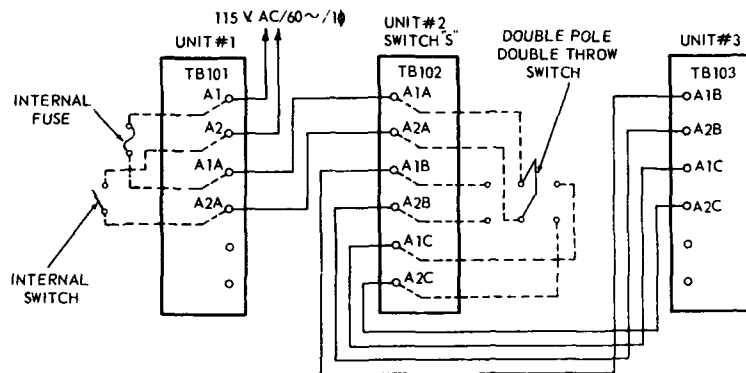 115 V. AC/60~/1ϕ
UNIT#1
TB101
A1
A2
A1A
A2A
INTERNAL
FUSE
INTERNAL
SWITCH
UNIT#2
SWITCH"S"
TB102
A1A
A2A
A1B
A2B
A1C
A2C
DOUBLE POLE
DOUBLE THROW
SWITCH
UNIT#3
TB103
A1B
A2B
A1C
A2C